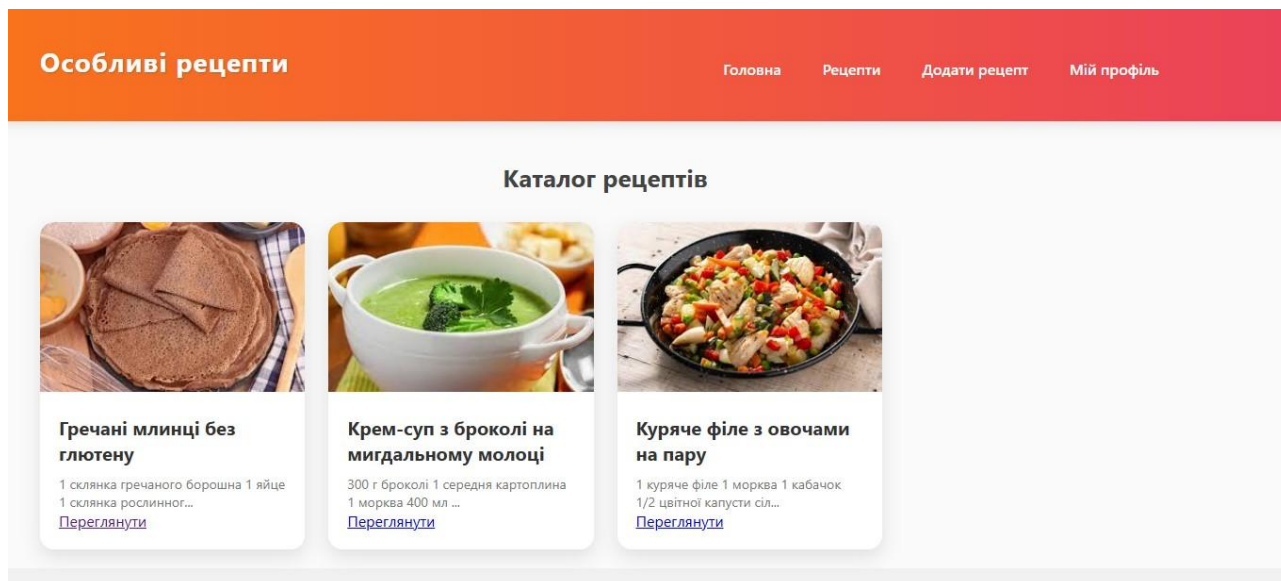 Особливі рецепти
Головна Рецепти Додати рецепт Мій профіль
Каталог рецептів
Гречані млинці без
глютену
1 склянка гречаного борошна 1 яйце
1 склянка рослинног...
Переглянути
Крем-суп з броколі на
мигдальному молоці
300 г броколі 1 середня картоплина
1 морква 400 мл ...
Переглянути
Куряче філе з овочами
на пару
1 куряче філе 1 морква 1 кабачок
1/2 цвітної капусти сіл...
Переглянути